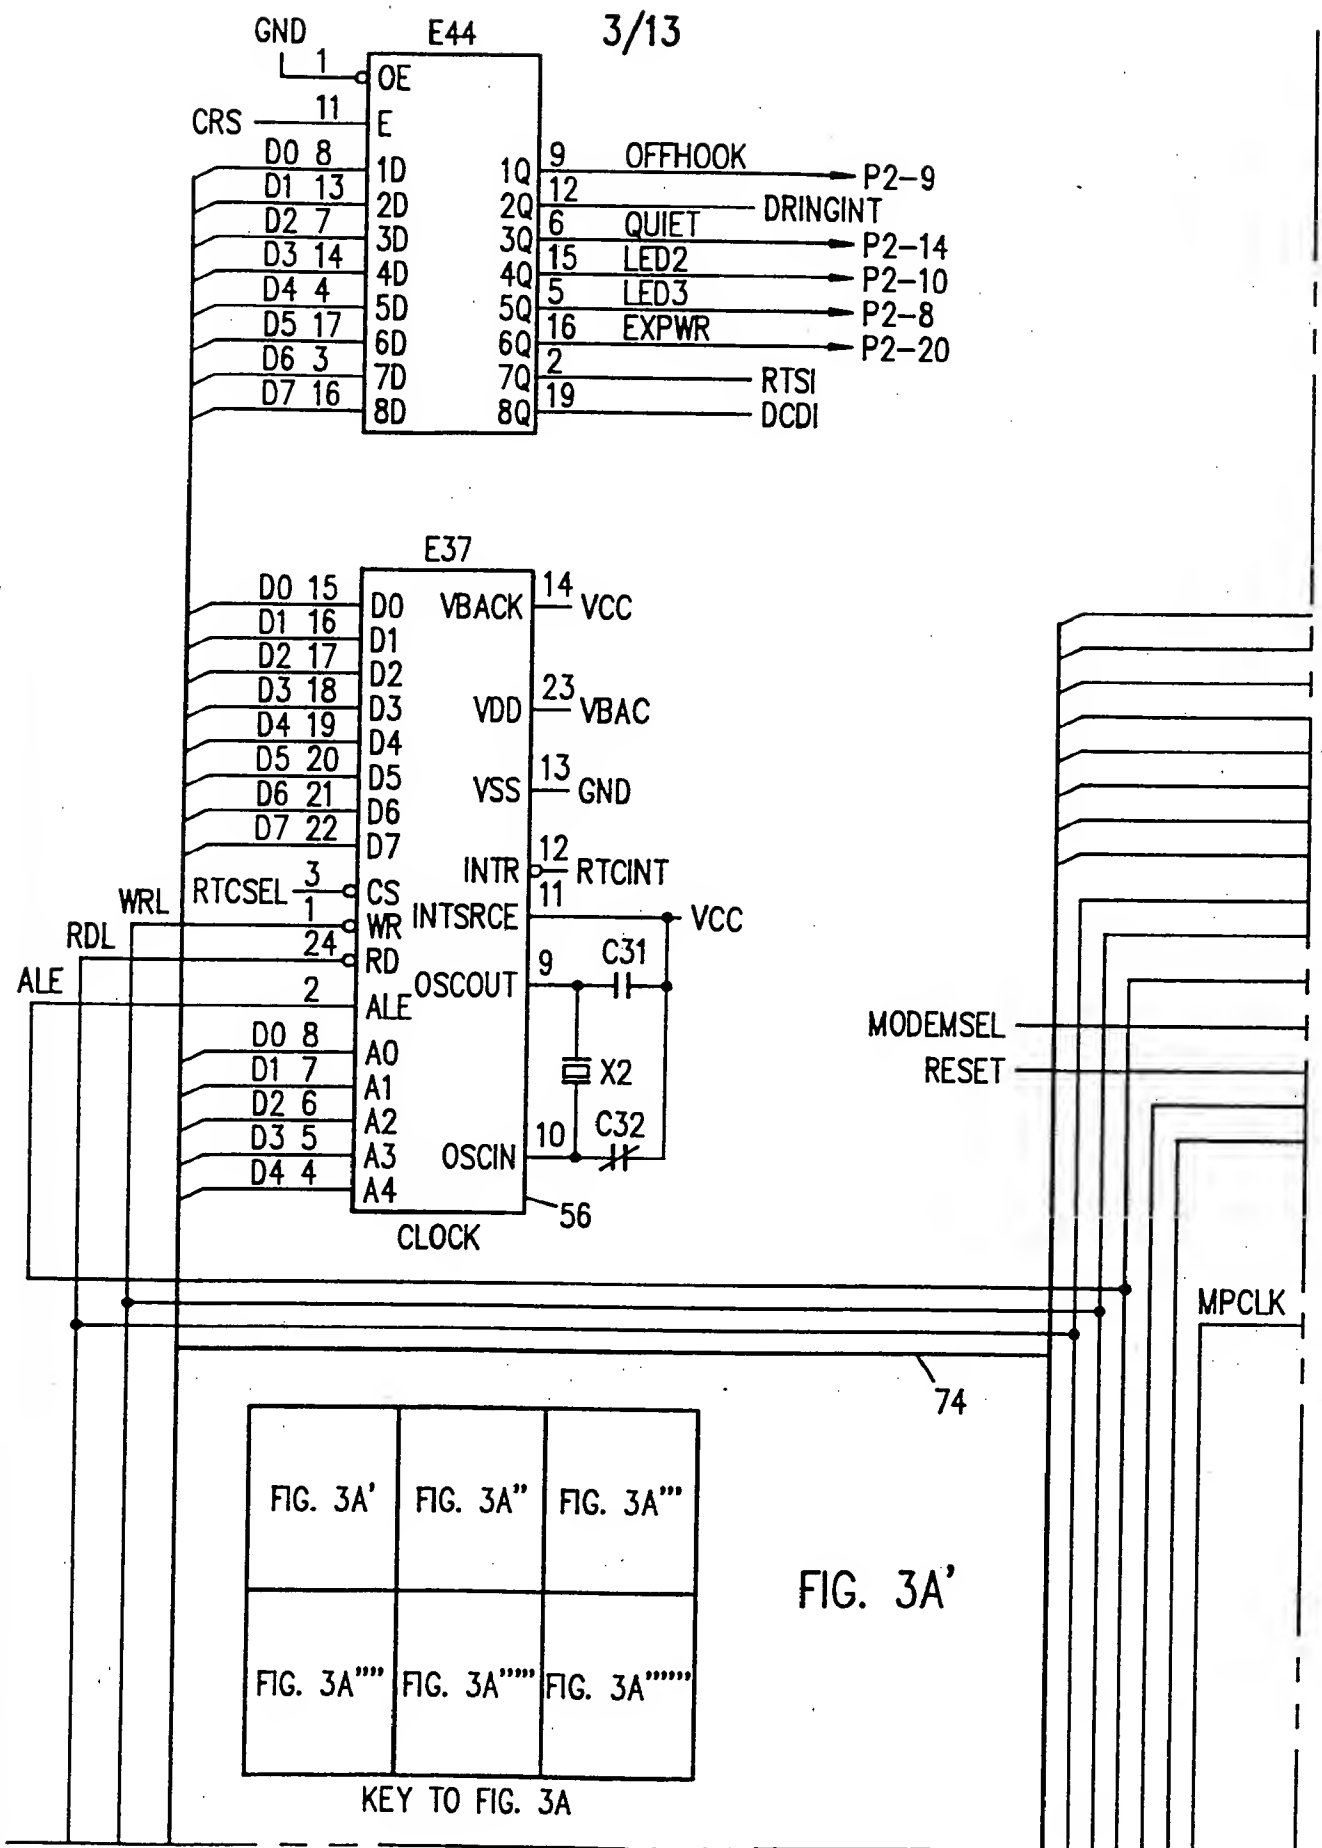 3/13
GND
E44
1
OE
CRS
11
E
D0 8
1D
1Q
9
OFFHOOK
P2-9
D1 13
2D
2Q
12
DRINGINT
D2 7
3D
3Q
6
QUIET
P2-14
D3 14
4D
4Q
15
LED2
P2-10
D4 4
5D
5Q
5
LED3
P2-8
D5 17
6D
6Q
16
EXPWR
P2-20
D6 3
7D
7Q
2
RTSI
D7 16
8D
8Q
19
DCDI
E37
D0 15
D0
VBACK
14
VCC
D1 16
D1
D2 17
D2
D3 18
D3
VDD
23
VBAC
D4 19
D4
D5 20
D5
VSS
13
GND
D6 21
D6
D7 22
D7
INTR
12
RTCINT
RTCSEL
3
CS
WRL
1
WR
INTSRCE
11
VCC
RDL
24
RD
ALE
2
ALE
OSCOUT
9
C31
MODEMSEL
D0 8
A0
D1 7
A1
X2
RESET
D2 6
A2
D3 5
A3
OSCIN
10
C32
D4 4
A4
56
CLOCK
MPCLK
74
FIG. 3A'
FIG. 3A''
FIG. 3A'''
FIG. 3A'
FIG. 3A''''
FIG. 3A'''''
FIG. 3A''''''
KEY TO FIG. 3A